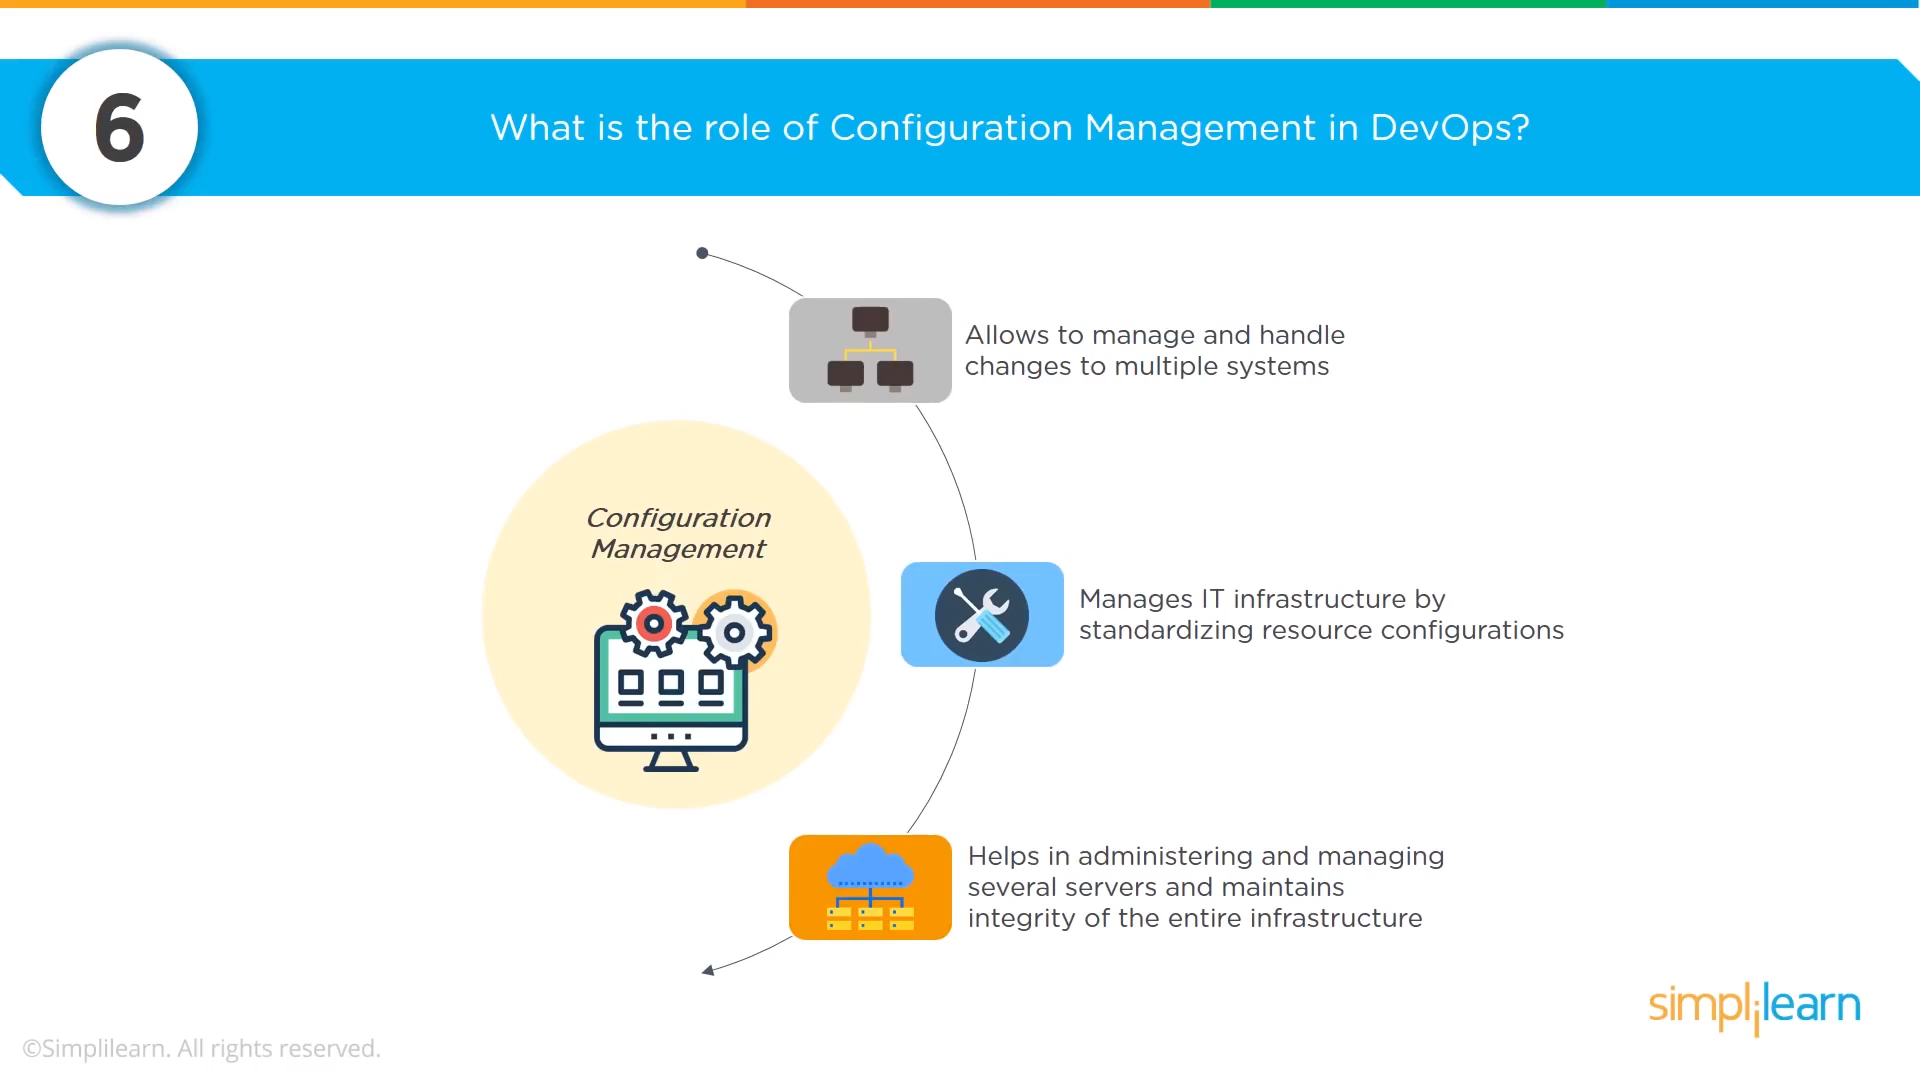 6
What is the role of Configuration Management in DevOps?
Allows to manage and handle
changes to multiple systems
Configuration
Management
Manages IT infrastructure by
standardizing resource configurations
Helps in administering and managing
several servers and maintains
integrity of the entire infrastructure
simplilearn
©Simplilearn. All rights reserved.